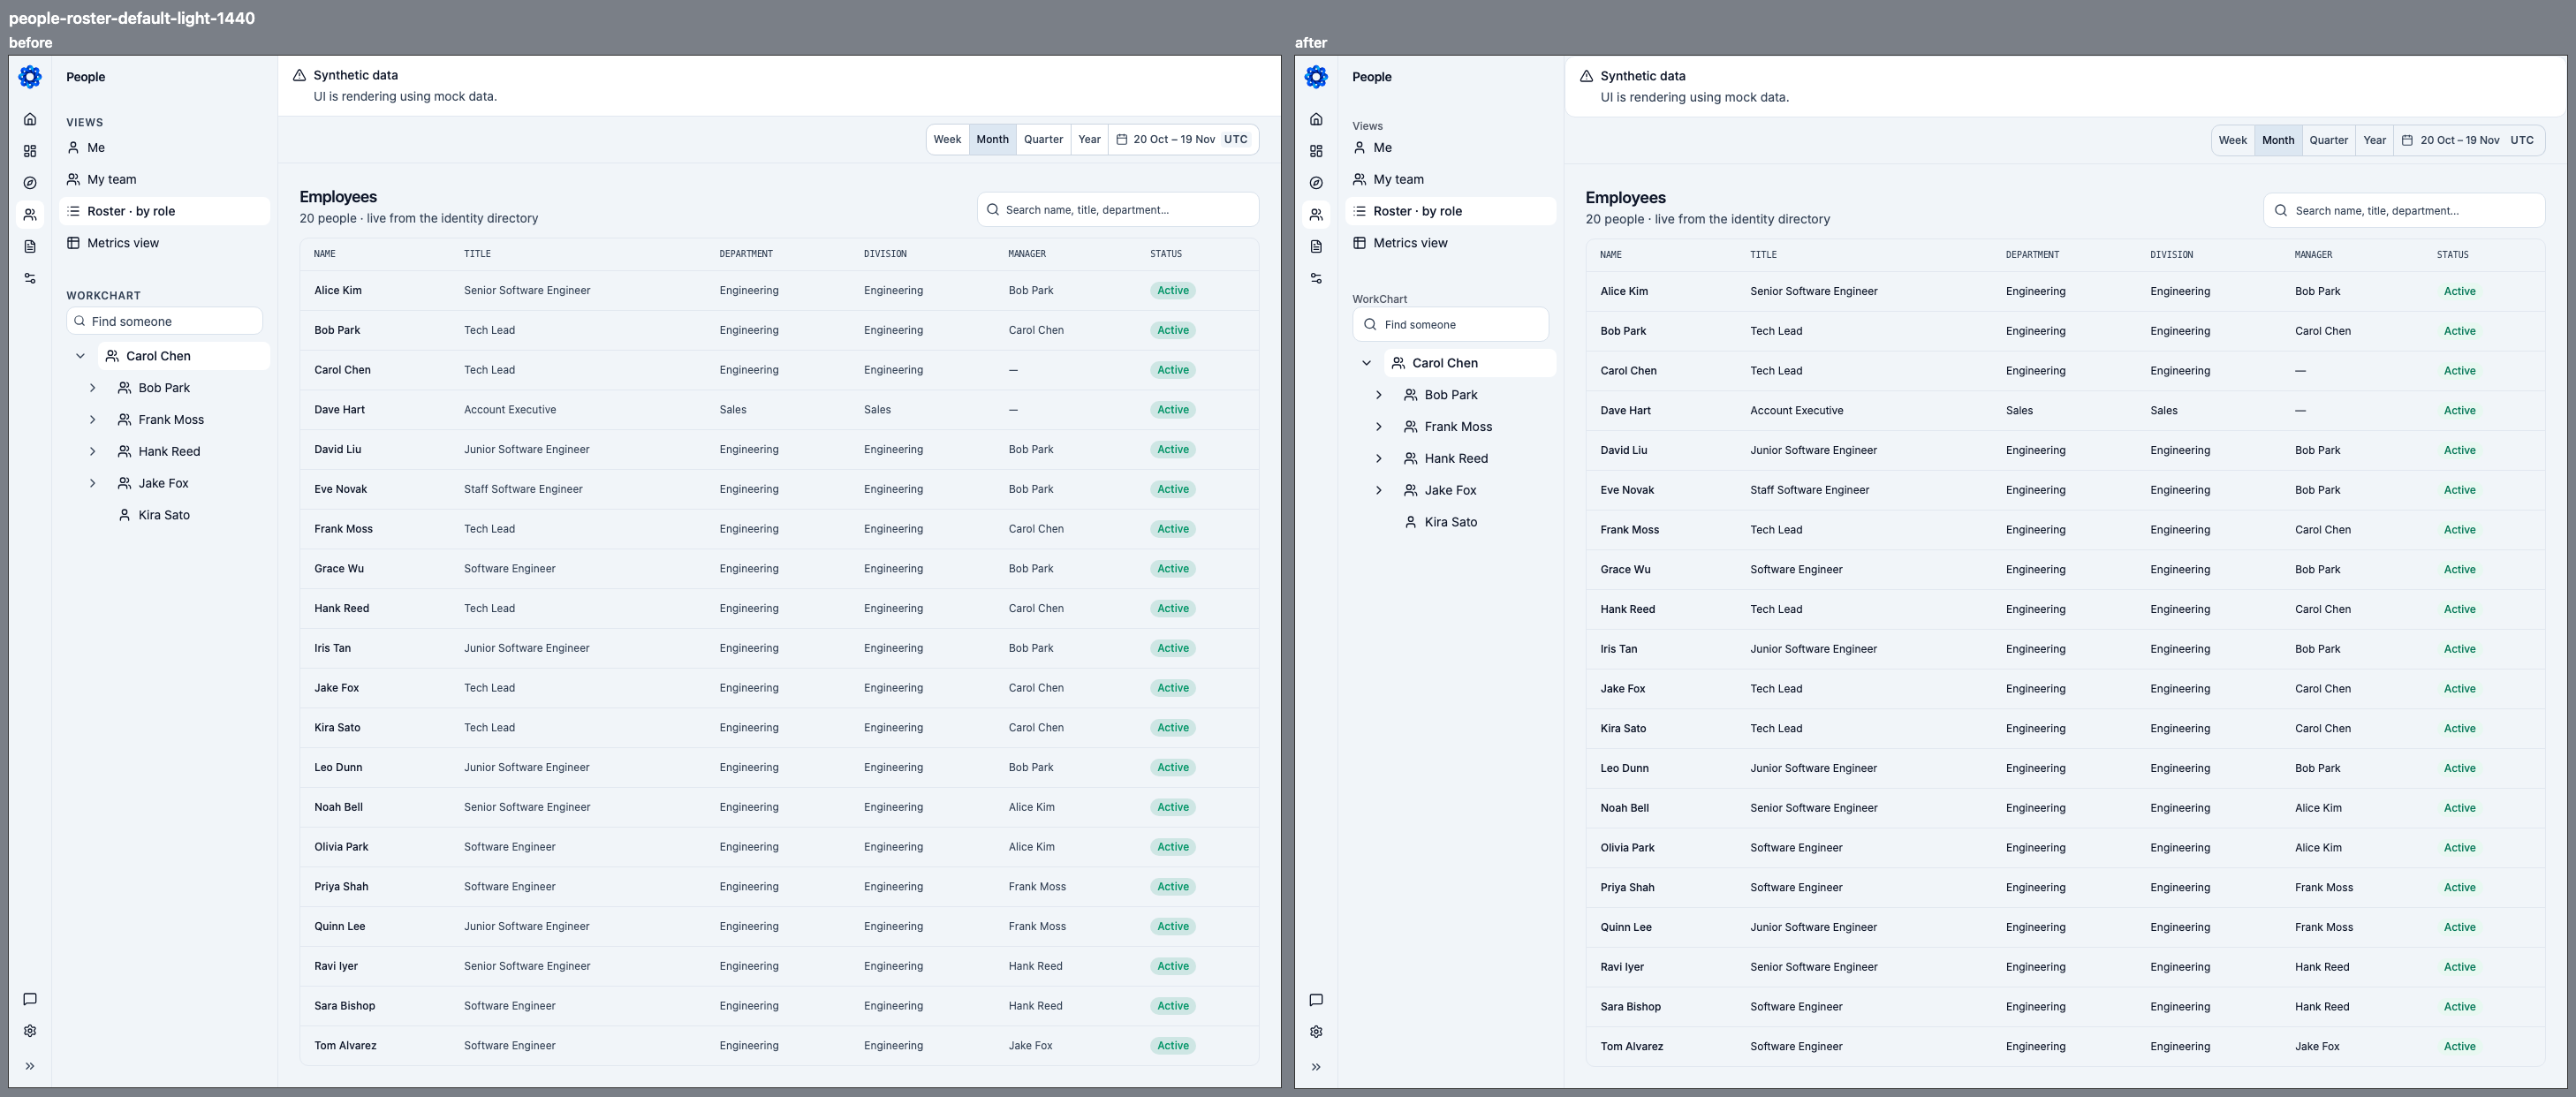 people-roster-default-light-1440
before
People
VIEWS
Me
My team
Roster · by role
Metrics view
WORKCHART
Find someone
Carol Chen
Bob Park
Frank Moss
Hank Reed
Jake Fox
Kira Sato
Synthetic data
UI is rendering using mock data.
Week Month Quarter Year 20 Oct – 19 Nov UTC
Employees
20 people · live from the identity directory
Search name, title, department...
NAME TITLE DEPARTMENT DIVISION MANAGER STATUS
Alice Kim Senior Software Engineer Engineering Engineering Bob Park Active
Bob Park Tech Lead Engineering Engineering Carol Chen Active
Carol Chen Tech Lead Engineering Engineering — Active
Dave Hart Account Executive Sales Sales — Active
David Liu Junior Software Engineer Engineering Engineering Bob Park Active
Eve Novak Staff Software Engineer Engineering Engineering Bob Park Active
Frank Moss Tech Lead Engineering Engineering Carol Chen Active
Grace Wu Software Engineer Engineering Engineering Bob Park Active
Hank Reed Tech Lead Engineering Engineering Carol Chen Active
Iris Tan Junior Software Engineer Engineering Engineering Bob Park Active
Jake Fox Tech Lead Engineering Engineering Carol Chen Active
Kira Sato Tech Lead Engineering Engineering Carol Chen Active
Leo Dunn Junior Software Engineer Engineering Engineering Bob Park Active
Noah Bell Senior Software Engineer Engineering Engineering Alice Kim Active
Olivia Park Software Engineer Engineering Engineering Alice Kim Active
Priya Shah Software Engineer Engineering Engineering Frank Moss Active
Quinn Lee Junior Software Engineer Engineering Engineering Frank Moss Active
Ravi Iyer Senior Software Engineer Engineering Engineering Hank Reed Active
Sara Bishop Software Engineer Engineering Engineering Hank Reed Active
Tom Alvarez Software Engineer Engineering Engineering Jake Fox Active
after
People
Views
Me
My team
Roster · by role
Metrics view
WorkChart
Find someone
Carol Chen
Bob Park
Frank Moss
Hank Reed
Jake Fox
Kira Sato
Synthetic data
UI is rendering using mock data.
Week Month Quarter Year 20 Oct – 19 Nov UTC
Employees
20 people · live from the identity directory
Search name, title, department...
NAME TITLE DEPARTMENT DIVISION MANAGER STATUS
Alice Kim Senior Software Engineer Engineering Engineering Bob Park Active
Bob Park Tech Lead Engineering Engineering Carol Chen Active
Carol Chen Tech Lead Engineering Engineering — Active
Dave Hart Account Executive Sales Sales — Active
David Liu Junior Software Engineer Engineering Engineering Bob Park Active
Eve Novak Staff Software Engineer Engineering Engineering Bob Park Active
Frank Moss Tech Lead Engineering Engineering Carol Chen Active
Grace Wu Software Engineer Engineering Engineering Bob Park Active
Hank Reed Tech Lead Engineering Engineering Carol Chen Active
Iris Tan Junior Software Engineer Engineering Engineering Bob Park Active
Jake Fox Tech Lead Engineering Engineering Carol Chen Active
Kira Sato Tech Lead Engineering Engineering Carol Chen Active
Leo Dunn Junior Software Engineer Engineering Engineering Bob Park Active
Noah Bell Senior Software Engineer Engineering Engineering Alice Kim Active
Olivia Park Software Engineer Engineering Engineering Alice Kim Active
Priya Shah Software Engineer Engineering Engineering Frank Moss Active
Quinn Lee Junior Software Engineer Engineering Engineering Frank Moss Active
Ravi Iyer Senior Software Engineer Engineering Engineering Hank Reed Active
Sara Bishop Software Engineer Engineering Engineering Hank Reed Active
Tom Alvarez Software Engineer Engineering Engineering Jake Fox Active